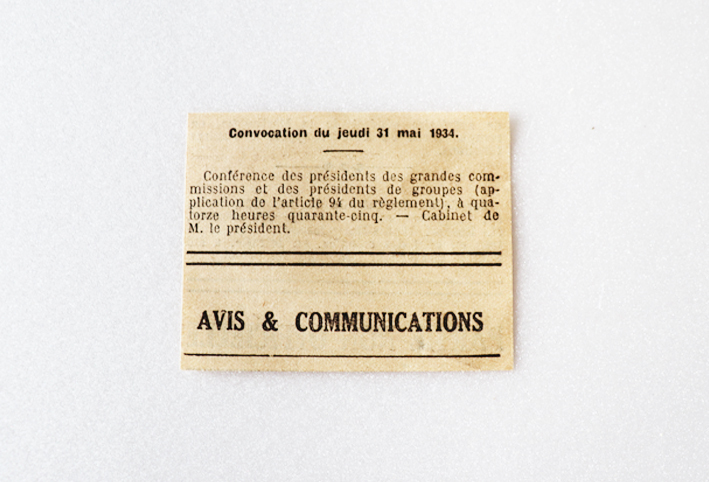 Convocation du jeudi 31 mai 1934.
Conférence des présidents des grandes com-
missions et des présidents de groupes (ap-
plication de l'article 94 du règlement), à qua-
torze heures quarante-cinq. — Cabinet de
M. le président.
AVIS & COMMUNICATIONS